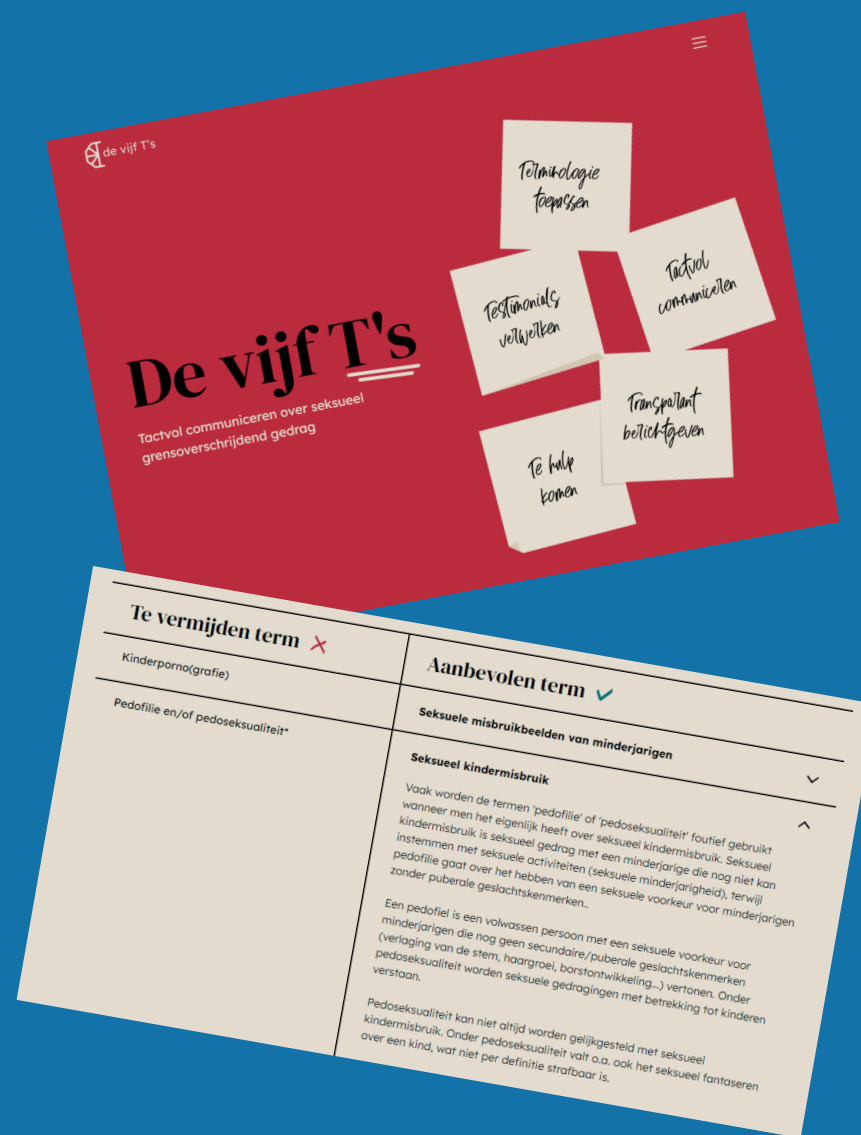 de vijf T's
De vijf T's
Tactvol communiceren over seksueel
grensoverschrijdend gedrag
Terminologie
toepassen
Tactvol
communiceren
Testimonials
verwerken
Transparant
berichtgeven
Te hulp
komen
Te vermijden term
Aanbevolen term
Kinderporno(grafie)
Seksuele misbruikbeelden van minderjarigen
Pedofilie en/of pedoseksualiteit*
Seksueel kindermisbruik
Vaak worden de termen 'pedofilie' of 'pedoseksualiteit' foutief gebruikt
wanneer men het eigenlijk heeft over seksueel kindermisbruik. Seksueel
kindermisbruik is seksueel gedrag met een minderjarige die nog niet kan
instemmen met seksuele activiteiten (seksuele minderjarigheid), terwijl
pedofilie gaat over het hebben van een seksuele voorkeur voor minderjarigen
zonder puberale geslachtskenmerken..
Een pedofiel is een volwassen persoon met een seksuele voorkeur voor
minderjarigen die nog geen secundaire/puberale geslachtskenmerken
(verlaging van de stem, haargroei, borstontwikkeling...) vertonen. Onder
pedoseksualiteit worden seksuele gedragingen met betrekking tot kinderen
verstaan.
Pedoseksualiteit kan niet altijd worden gelijkgesteld met seksueel
kindermisbruik. Onder pedoseksualiteit valt o.a. ook het seksueel fantaseren
over een kind, wat niet per definitie strafbaar is.